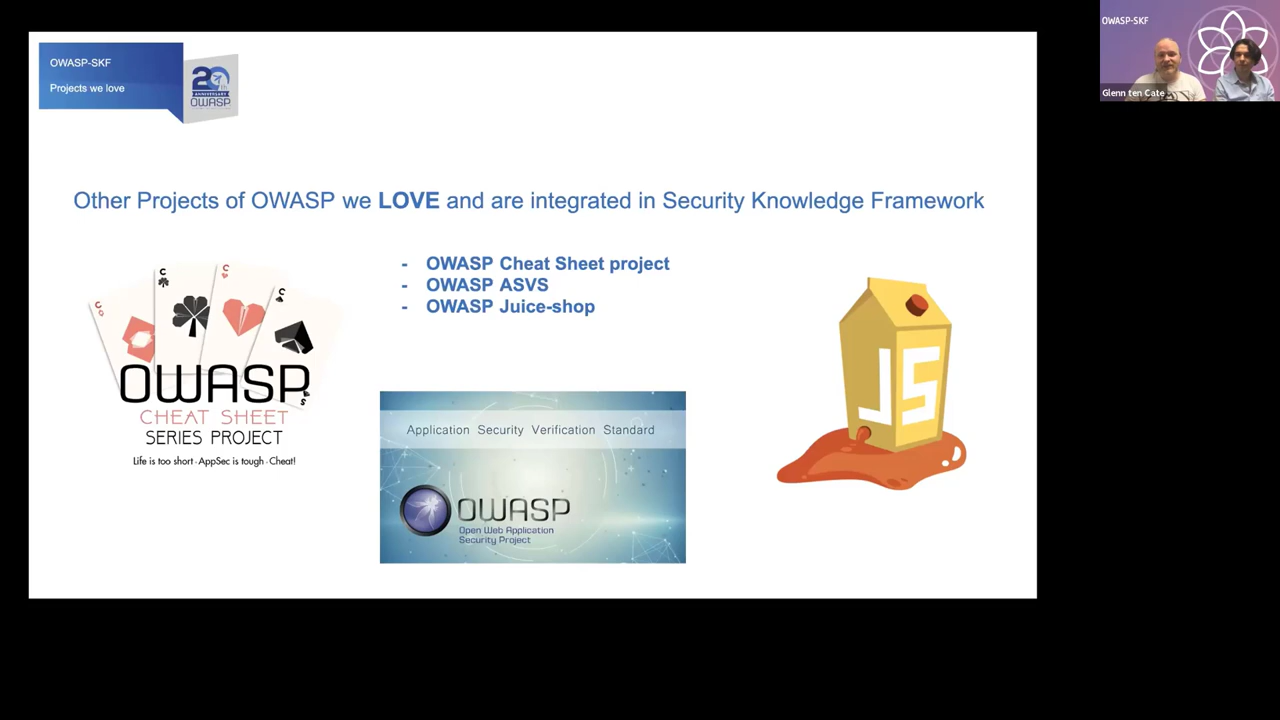 OWASP-SKF
Projects we love
20
ANNIVERSARY
OWASP
OWASP-SKF
Glenn ten Cate
Other Projects of OWASP we LOVE and are integrated in Security Knowledge Framework
- OWASP Cheat Sheet project
- OWASP ASVS
- OWASP Juice-shop
C
C
C
C
OWASP
S
CHEAT SHEET
SERIES PROJECT
Life is too short · AppSec is tough · Cheat!
Application Security Verification Standard
OWASP
Open Web Application
Security Project
JS